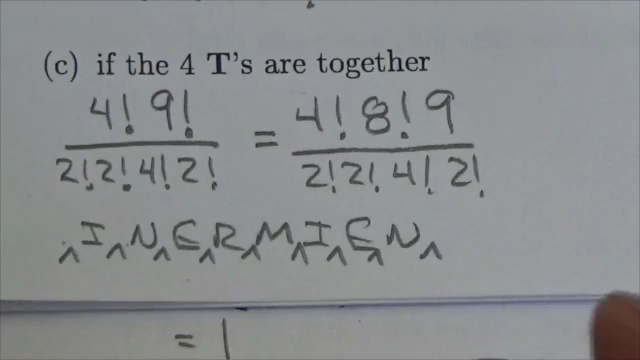 (c) if the 4 T's are together
4! 9! / 2! 2! 4! 2! = 4! 8! 9 / 2! 2! 4! 2!
^ I ^ N ^ E ^ R ^ M ^ I ^ E ^ N ^
= 1